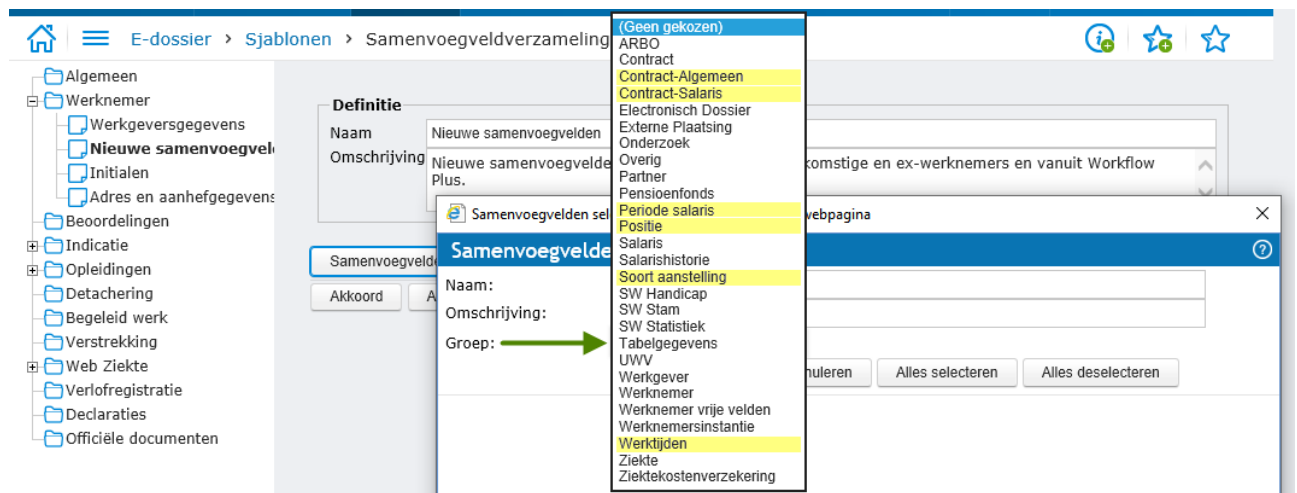 E-dossier > Sjablonen > Samenvoegveldverzameling
Algemeen
Werknemer
Werkgeversgegevens
Nieuwe samenvoegvel
Initialen
Adres en aanhefgegevens
Beoordelingen
Indicatie
Opleidingen
Detachering
Begeleid werk
Verstrekking
Web Ziekte
Verlofregistratie
Declaraties
Officiële documenten
Definitie
Naam Nieuwe samenvoegvelden
Omschrijving Nieuwe samenvoegvelde komstige en ex-werknemers en vanuit Workflow
Plus.
Samenvoegvelde
Akkoord A
Samenvoegvelden sel webpagina
Samenvoegvelde
Naam:
Omschrijving:
Groep:
nuleren Alles selecteren Alles deselecteren
(Geen gekozen)
ARBO
Contract
Contract-Algemeen
Contract-Salaris
Electronisch Dossier
Externe Plaatsing
Onderzoek
Overig
Partner
Pensioenfonds
Periode salaris
Positie
Salaris
Salarishistorie
Soort aanstelling
SW Handicap
SW Stam
SW Statistiek
Tabelgegevens
UWV
Werkgever
Werknemer
Werknemer vrije velden
Werknemersinstantie
Werktijden
Ziekte
Ziektekostenverzekering